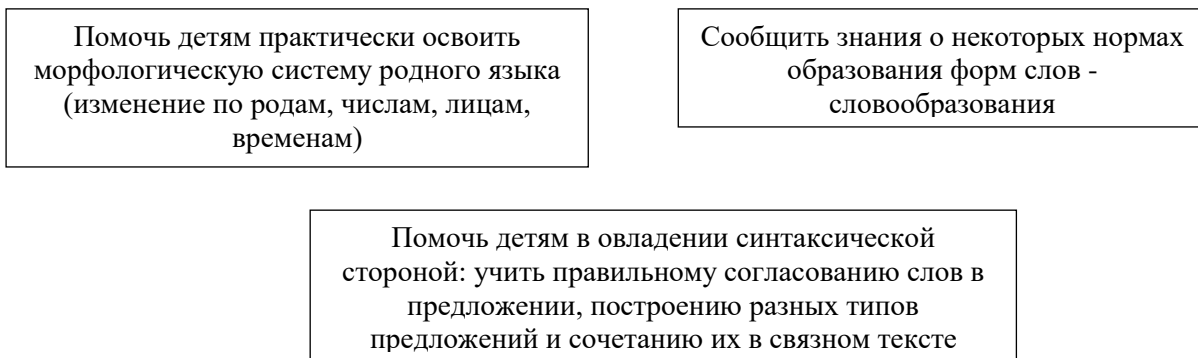 Помочь детям практически освоить
морфологическую систему родного языка
(изменение по родам, числам, лицам,
временам)
Сообщить знания о некоторых нормах
образования форм слов -
словообразования
Помочь детям в овладении синтаксической
стороной: учить правильному согласованию слов в
предложении, построению разных типов
предложений и сочетанию их в связном тексте